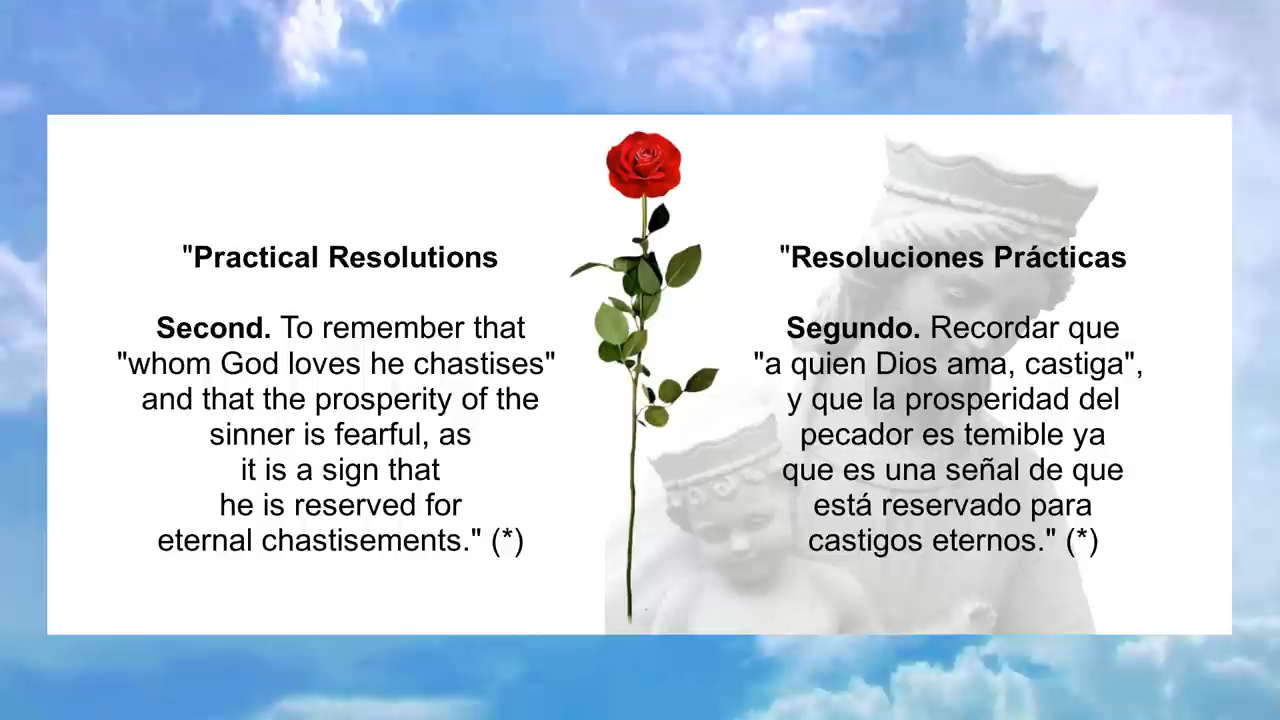 "Practical Resolutions
Second. To remember that
"whom God loves he chastises"
and that the prosperity of the
sinner is fearful, as
it is a sign that
he is reserved for
eternal chastisements." (*)
"Resoluciones Prácticas
Segundo. Recordar que
"a quien Dios ama, castiga",
y que la prosperidad del
pecador es temible ya
que es una señal de que
está reservado para
castigos eternos." (*)